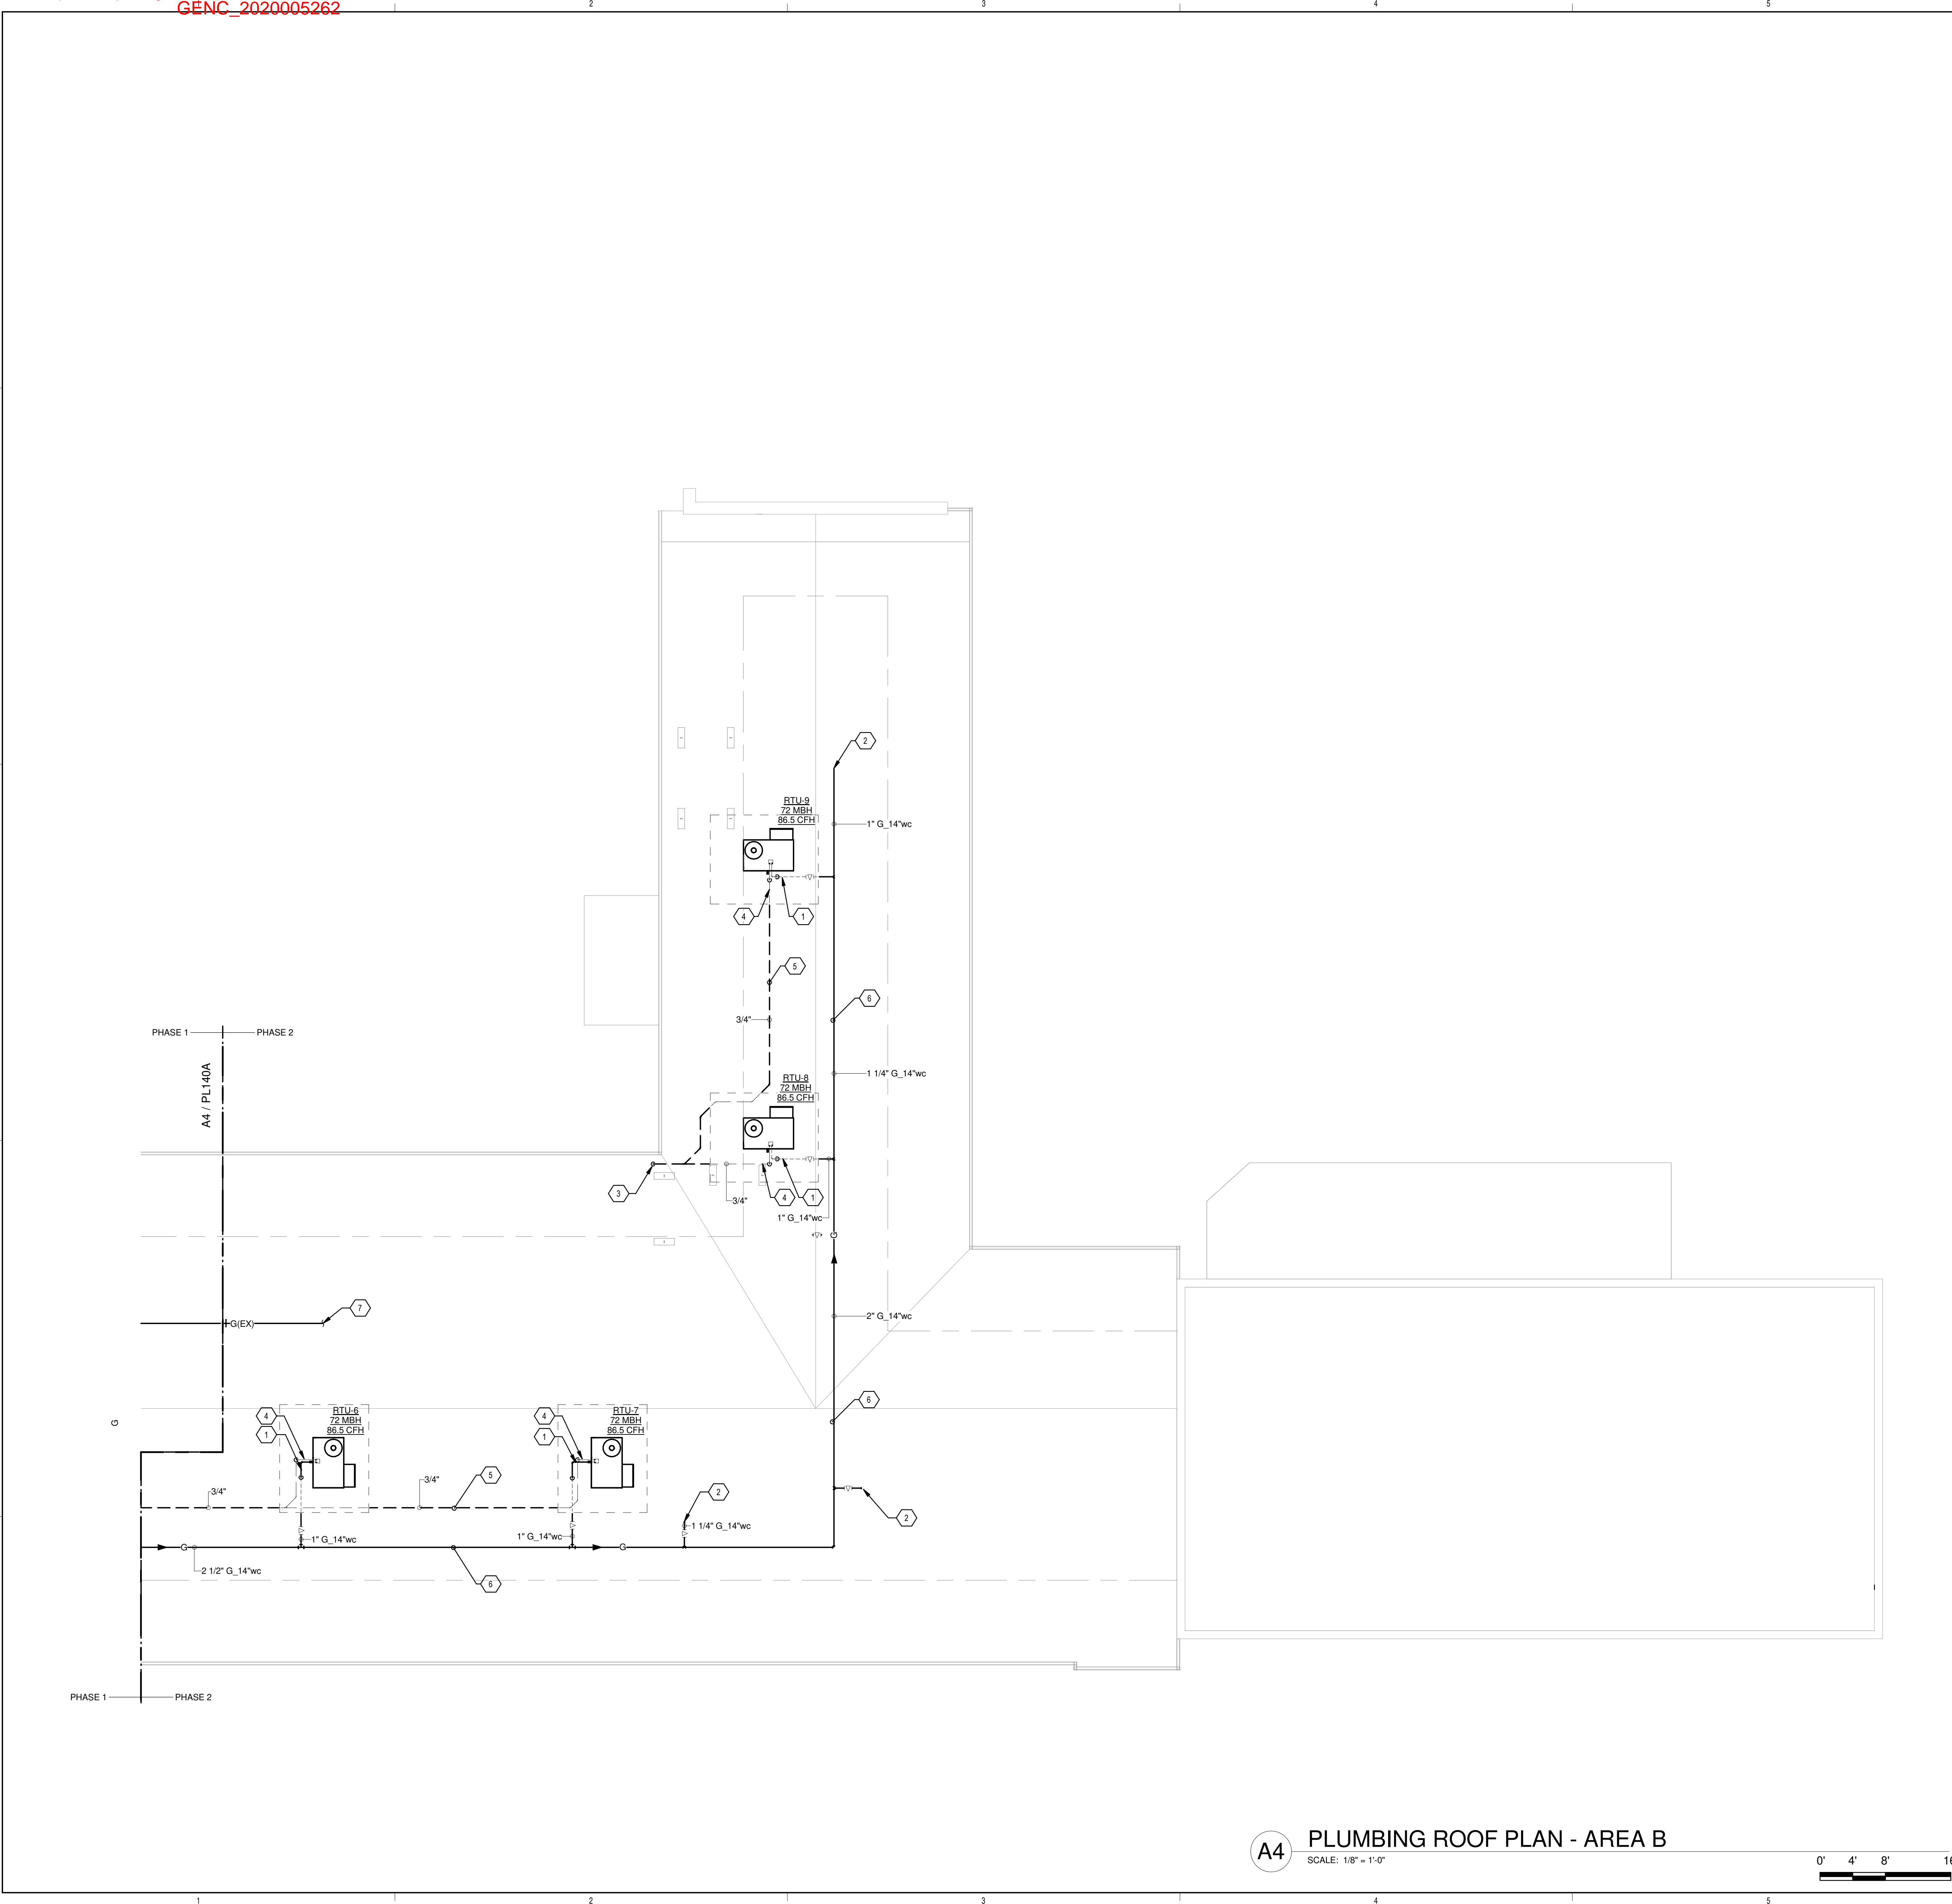 GENC_2020005262
2
3
4
5
2
RTU-9
72 MBH
86.5 CFH
1" G_14"wc
4
1
5
6
3/4"
PHASE 1
PHASE 2
A4 / PL140A
1 1/4" G_14"wc
RTU-8
72 MBH
86.5 CFH
3
3/4"
4
1
1" G_14"wc
G
7
G(EX)
2" G_14"wc
6
G
4
RTU-6
72 MBH
86.5 CFH
1
4
RTU-7
72 MBH
86.5 CFH
1
3/4"
3/4"
5
2
2
1" G_14"wc
1" G_14"wc
1 1/4" G_14"wc
G
G
2 1/2" G_14"wc
6
PHASE 1
PHASE 2
A4
PLUMBING ROOF PLAN - AREA B
SCALE: 1/8" = 1'-0"
0' 4' 8' 16
1
2
3
4
5